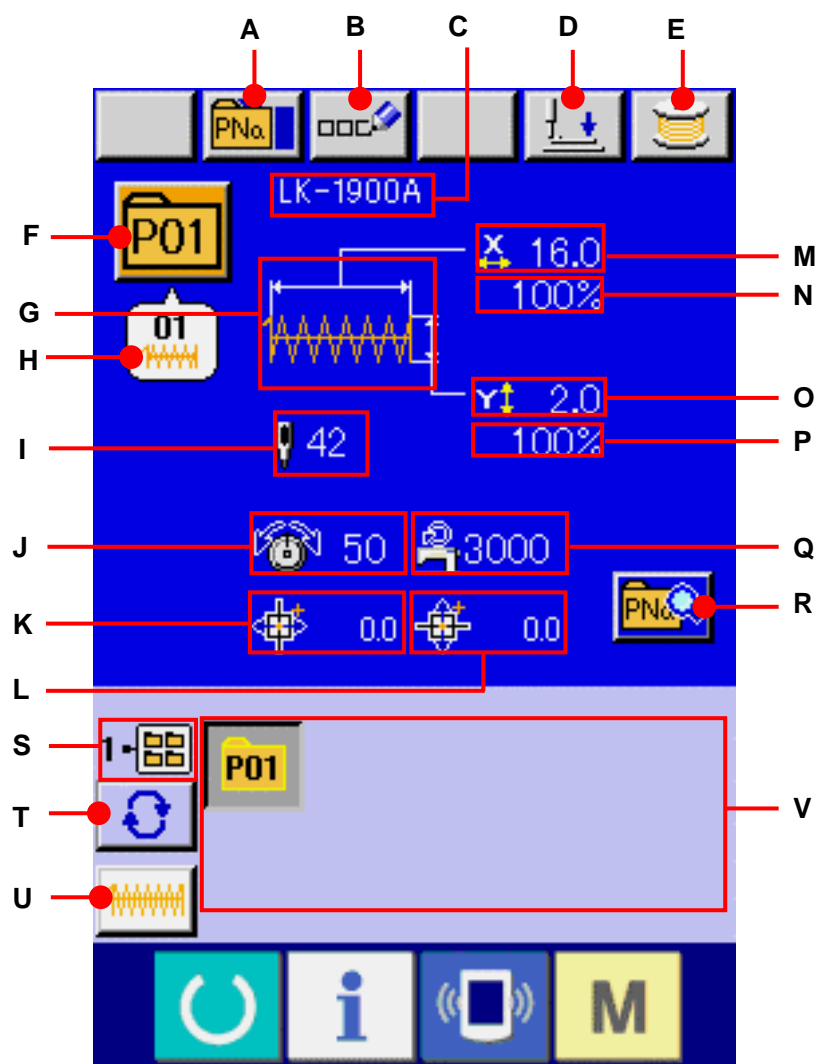 A B C D E
PNo.
LK-1900A
F P01
X 16.0 M
100% N
G
01
H
Y 2.0 O
100% P
I 42
J 50 3000 Q
PNo. R
K 0.0 0.0
L
S 1
P01
T V
U
i M